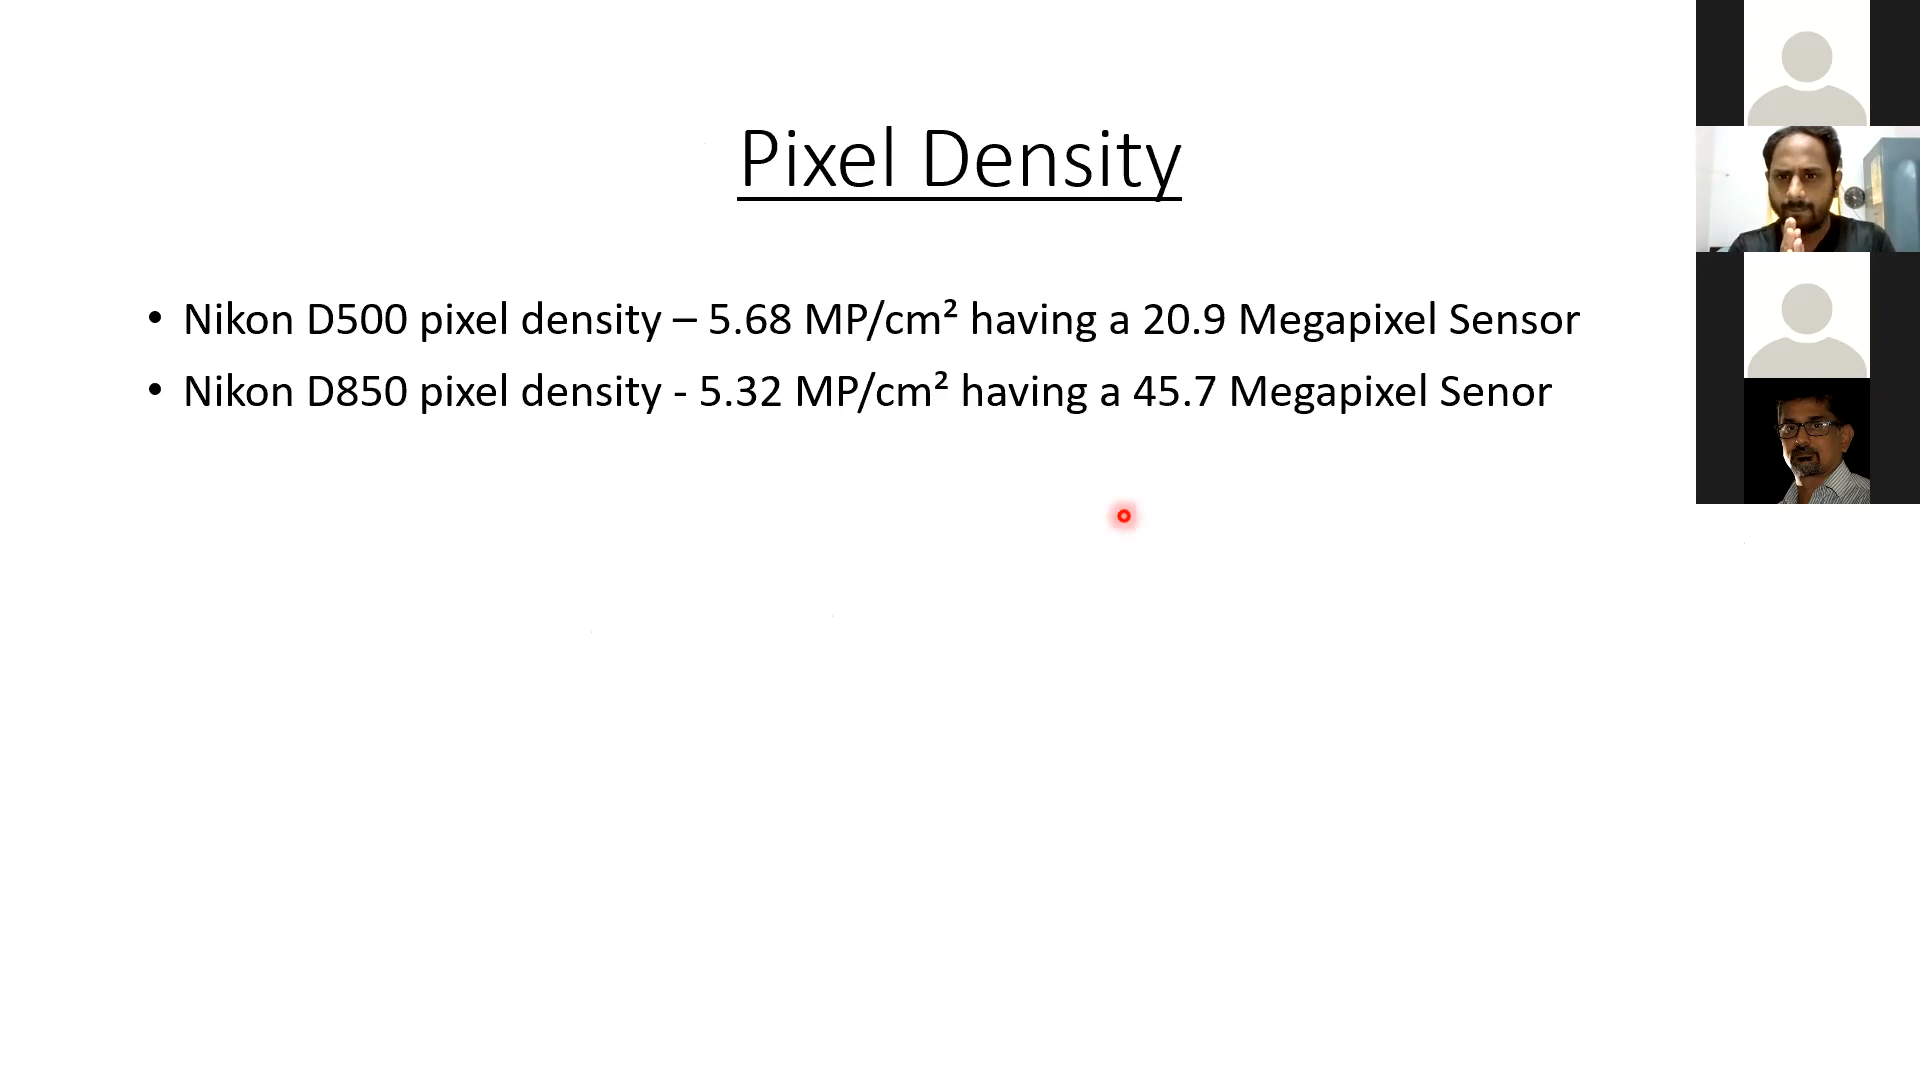 Pixel Density
• Nikon D500 pixel density – 5.68 MP/cm² having a 20.9 Megapixel Sensor
• Nikon D850 pixel density - 5.32 MP/cm² having a 45.7 Megapixel Senor